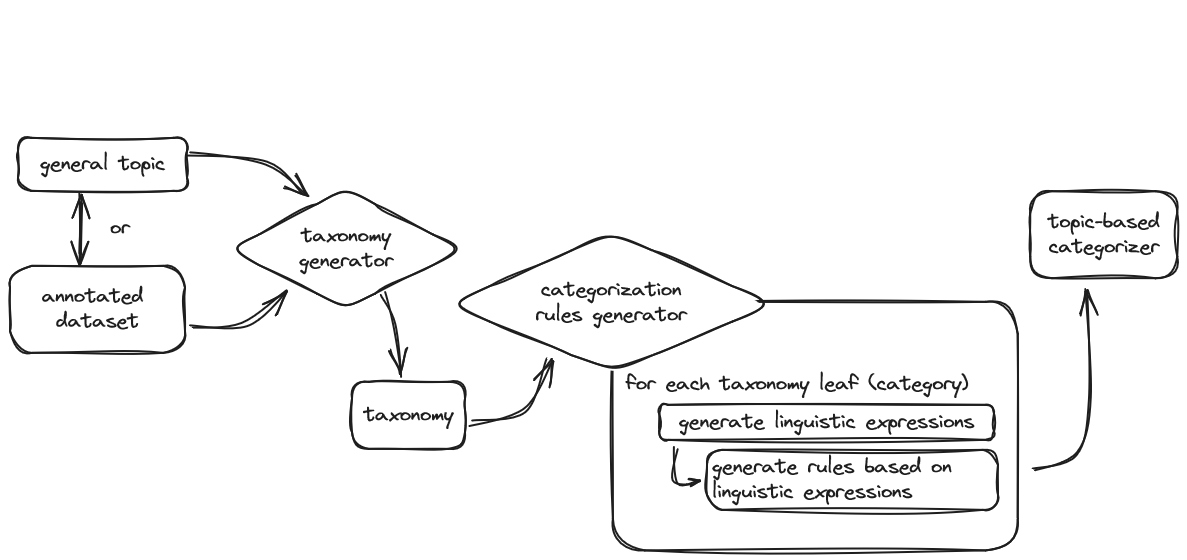 general topic
or
annotated
dataset
taxonomy
generator
taxonomy
categorization
rules generator
for each taxonomy leaf (category)
generate linguistic expressions
generate rules based on
linguistic expressions
topic-based
categorizer